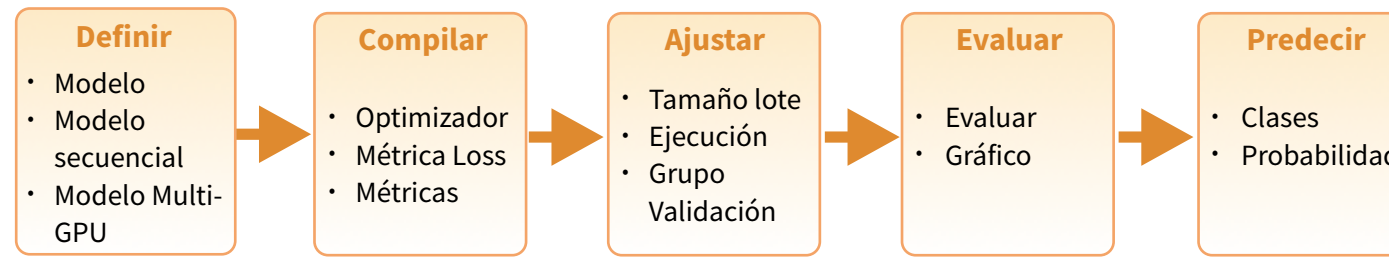 Definir
• Modelo
• Modelo
secuencial
• Modelo Multi-
GPU
Compilar
• Optimizador
• Métrica Loss
• Métricas
Ajustar
• Tamaño lote
• Ejecución
• Grupo
Validación
Evaluar
• Evaluar
• Gráfico
Predecir
• Clases